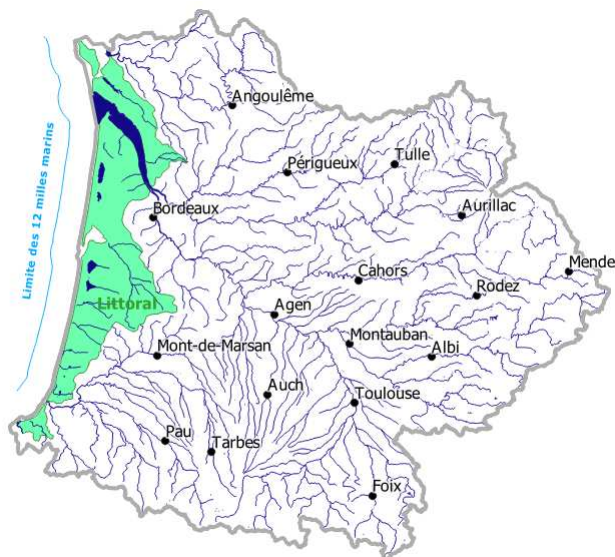 Angoulême
Périgueux
Tulle
Bordeaux
Aurillac
Limite des 12 milles marins
Cahors
Mende
Rodez
Littoral
Agen
Montauban
Mont-de-Marsan
Albi
Auch
Toulouse
Pau
Tarbes
Foix